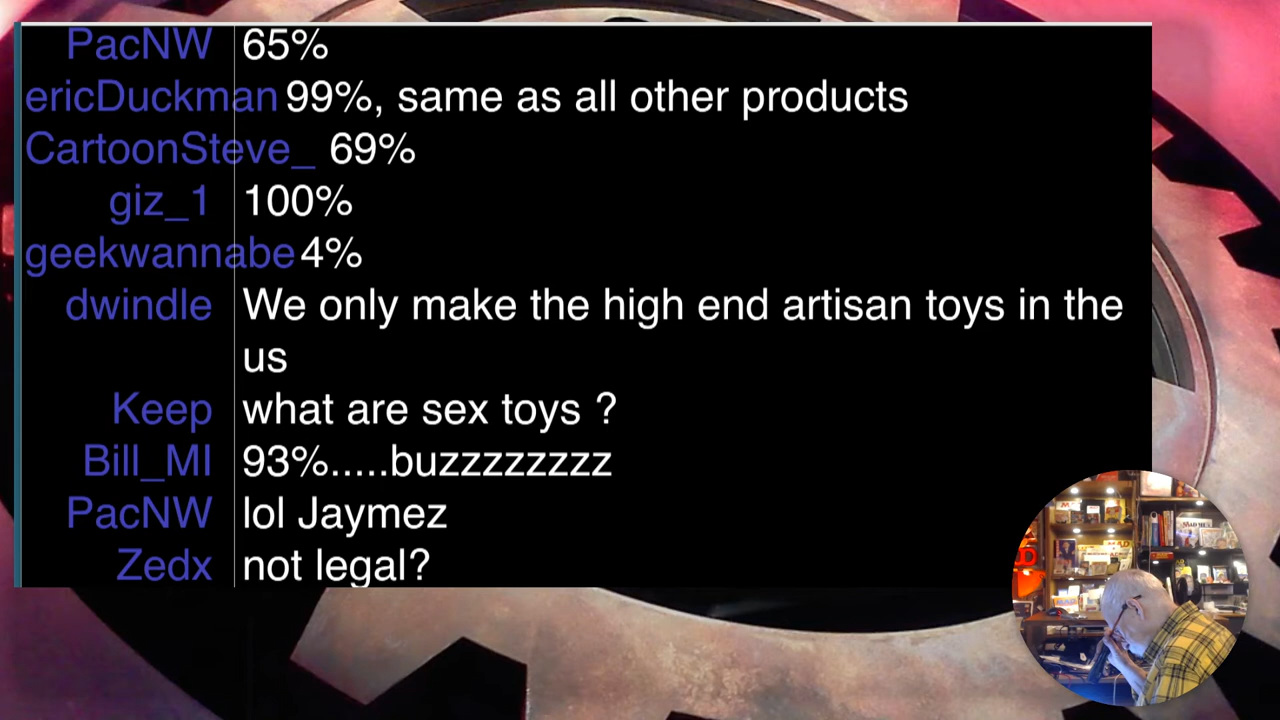 PacNW 65%
ericDuckman 99%, same as all other products
CartoonSteve_ 69%
giz_1 100%
geekwannabe 4%
dwindle We only make the high end artisan toys in the
us
Keep what are sex toys ?
Bill_MI 93%.....buzzzzzzzzz
PacNW lol Jaymez
Zedx not legal?